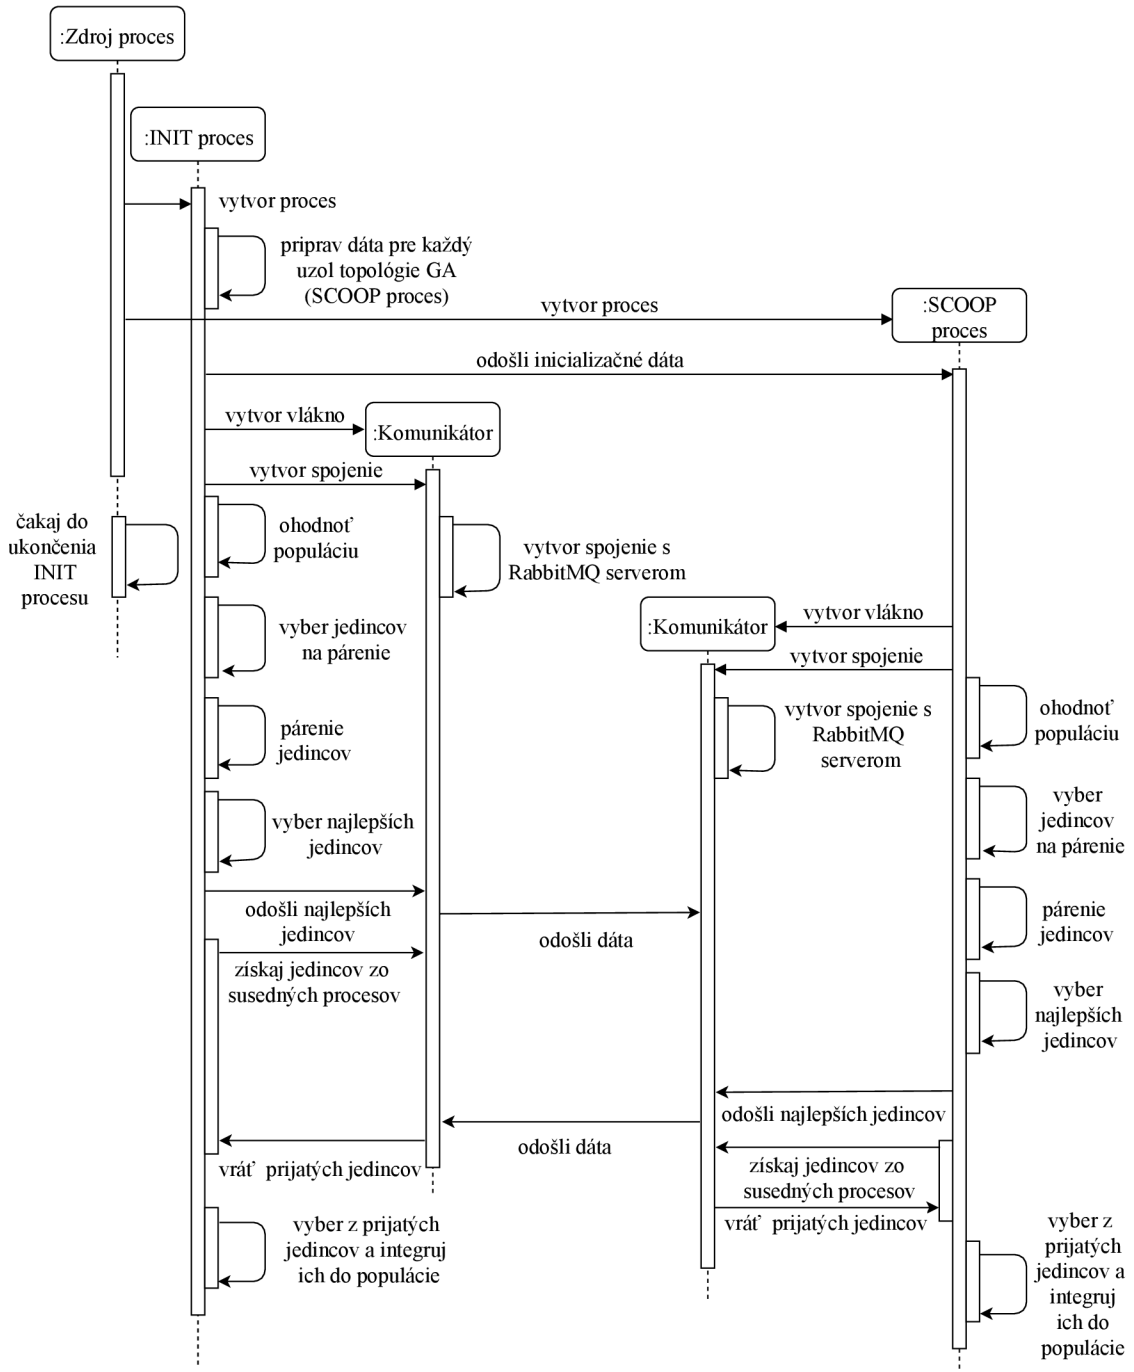 :Zdroj proces
:INIT proces
vytvor proces
priprav dáta pre každý
uzol topológie GA
(SCOOP proces)
vytvor proces
:SCOOP
proces
odošli inicializačné dáta
vytvor vlákno
:Komunikátor
vytvor spojenie
čakaj do
ukončenia
INIT
procesu
ohodnoť
populáciu
vytvor spojenie s
RabbitMQ serverom
:Komunikátor
vytvor vlákno
vyber jedincov
na párenie
vytvor spojenie
párenie
jedincov
vytvor spojenie s
RabbitMQ
serverom
ohodnoť
populáciu
vyber najlepších
jedincov
vyber
jedincov
na párenie
odošli najlepších
jedincov
odošli dáta
párenie
jedincov
získaj jedincov zo
susedných procesov
vyber
najlepších
jedincov
odošli najlepších jedincov
odošli dáta
vráť prijatých jedincov
získaj jedincov zo
susedných procesov
vráť prijatých jedincov
vyber z prijatých
jedincov a integruj
ich do populácie
vyber z
prijatých
jedincov a
integruj
ich do
populácie